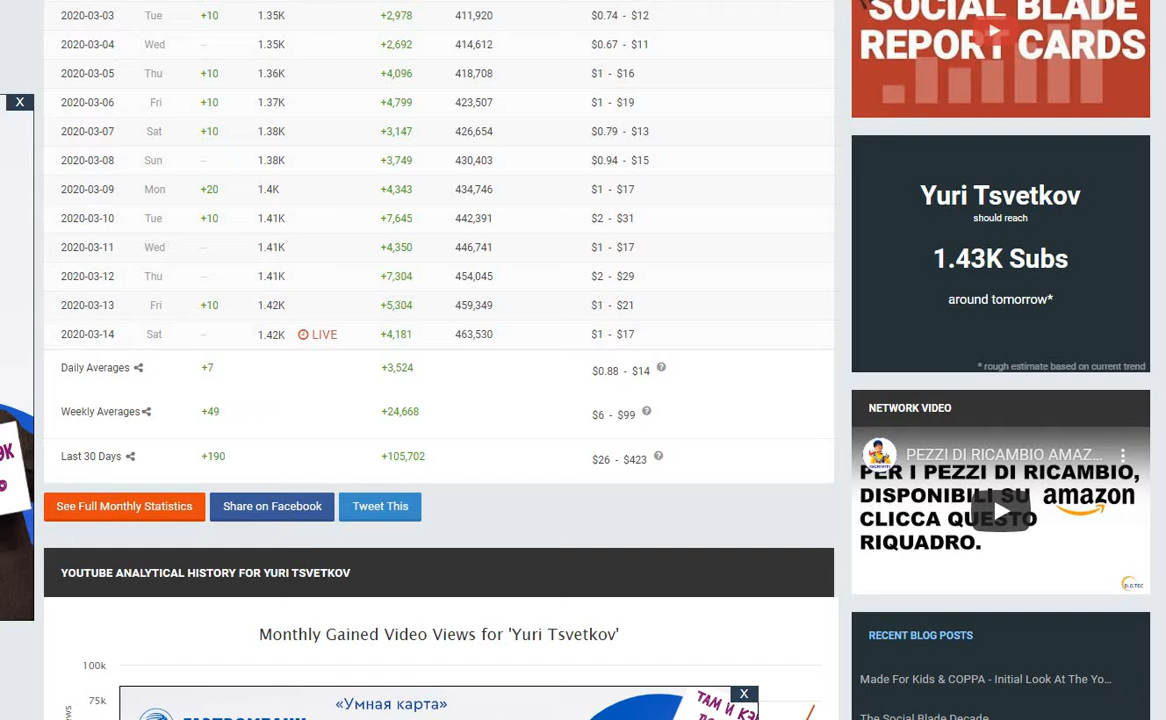 2020-03-03 Tue +10 1.35K +2,978 411,920 $0.74 - $12
2020-03-04 Wed -- 1.35K +2,692 414,612 $0.67 - $11
2020-03-05 Thu +10 1.36K +4,096 418,708 $1 - $16
2020-03-06 Fri +10 1.37K +4,799 423,507 $1 - $19
2020-03-07 Sat +10 1.38K +3,147 426,654 $0.79 - $13
2020-03-08 Sun -- 1.38K +3,749 430,403 $0.94 - $15
2020-03-09 Mon +20 1.4K +4,343 434,746 $1 - $17
2020-03-10 Tue +10 1.41K +7,645 442,391 $2 - $31
2020-03-11 Wed -- 1.41K +4,350 446,741 $1 - $17
2020-03-12 Thu -- 1.41K +7,304 454,045 $2 - $29
2020-03-13 Fri +10 1.42K +5,304 459,349 $1 - $21
2020-03-14 Sat -- 1.42K LIVE +4,181 463,530 $1 - $17
Daily Averages +7 +3,524 $0.88 - $14
Weekly Averages +49 +24,668 $6 - $99
Last 30 Days +190 +105,702 $26 - $423
See Full Monthly Statistics Share on Facebook Tweet This
YOUTUBE ANALYTICAL HISTORY FOR YURI TSVETKOV
Monthly Gained Video Views for 'Yuri Tsvetkov'
100k
75k
X
«Умная карта»
ТАМ И
X
SOCIAL BLADE
REPORT CARDS
Yuri Tsvetkov
should reach
1.43K Subs
around tomorrow*
* rough estimate based on current trend
NETWORK VIDEO
PEZZI DI RICAMBIO AMAZ...
PER I PEZZI DI RICAMBIO,
DISPONIBILI SU amazon
CLICCA QUESTO
RIQUADRO.
D.G.TEC
RECENT BLOG POSTS
Made For Kids & COPPA - Initial Look At The Yo...
The Social Blade Decade